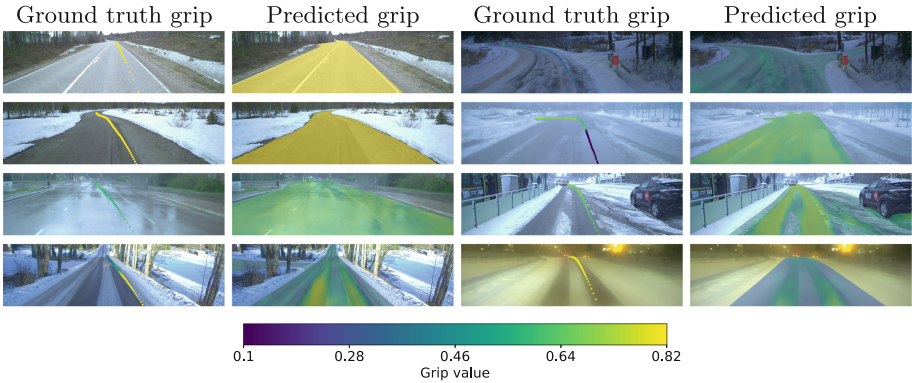 Ground truth grip Predicted grip Ground truth grip Predicted grip
0.1 0.28 0.46 0.64 0.82
Grip value